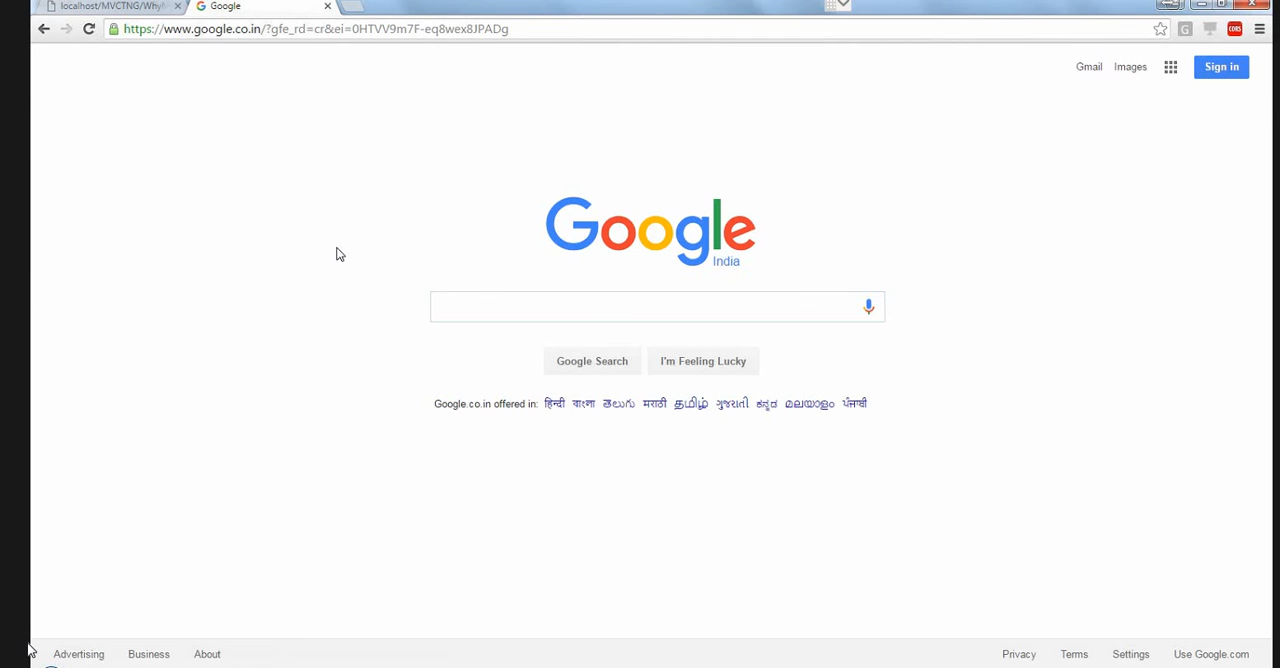 localhost/MVCTNG/Why
Google
https://www.google.co.in/?gfe_rd=cr&ei=0HTVV9m7F-eq8wex8JPADg
CORS
Gmail Images Sign in
Google
India
Google Search I'm Feeling Lucky
Google.co.in offered in: हिन्दी বাংলা తెలుగు मराठी தமிழ் ગુજરાતી ಕನ್ನಡ മലയാളം ਪੰਜਾਬੀ
Advertising Business About Privacy Terms Settings Use Google.com